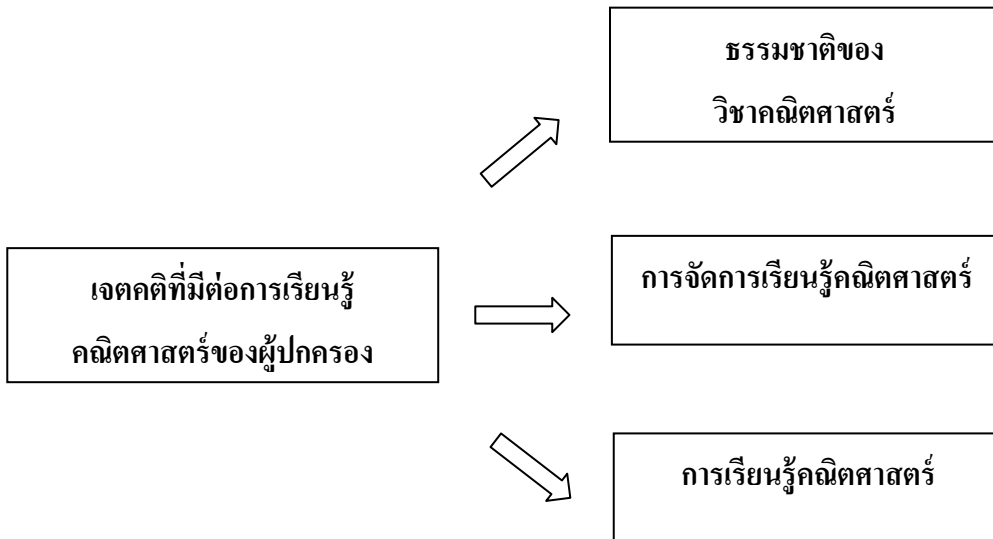 ธรรมชาติของ
วิชาคณิตศาสตร์
เจตคติที่มีต่อการเรียนรู้
คณิตศาสตร์ของผู้ปกครอง
การจัดการเรียนรู้คณิตศาสตร์
การเรียนรู้คณิตศาสตร์